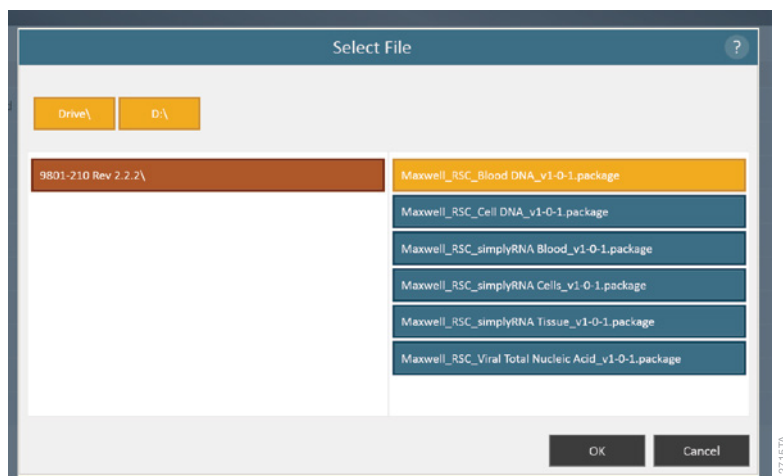 Select File
?
Drive\ D:\
9801-210 Rev 2.2.2\
Maxwell_RSC_Blood DNA_v1-0-1.package
Maxwell_RSC_Cell DNA_v1-0-1.package
Maxwell_RSC_simplyRNA Blood_v1-0-1.package
Maxwell_RSC_simplyRNA Cells_v1-0-1.package
Maxwell_RSC_simplyRNA Tissue_v1-0-1.package
Maxwell_RSC_Viral Total Nucleic Acid_v1-0-1.package
OK Cancel